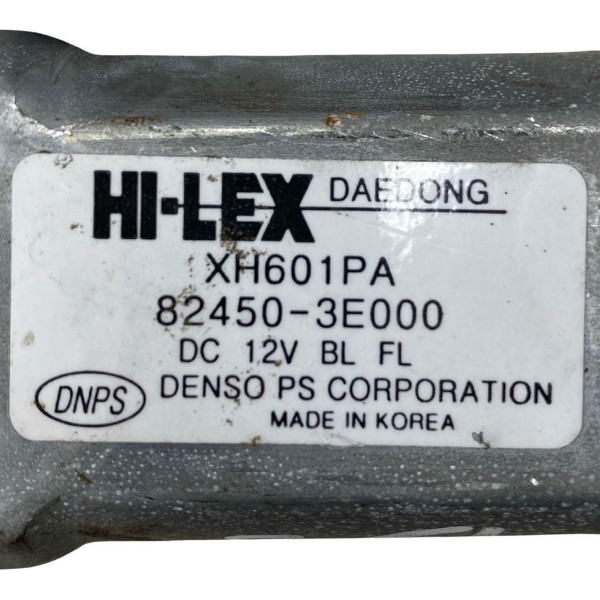 HI-LEX DAEDONG
XH601PA
82450-3E000
DC 12V BL FL
DNPS DENSO PS CORPORATION
MADE IN KOREA